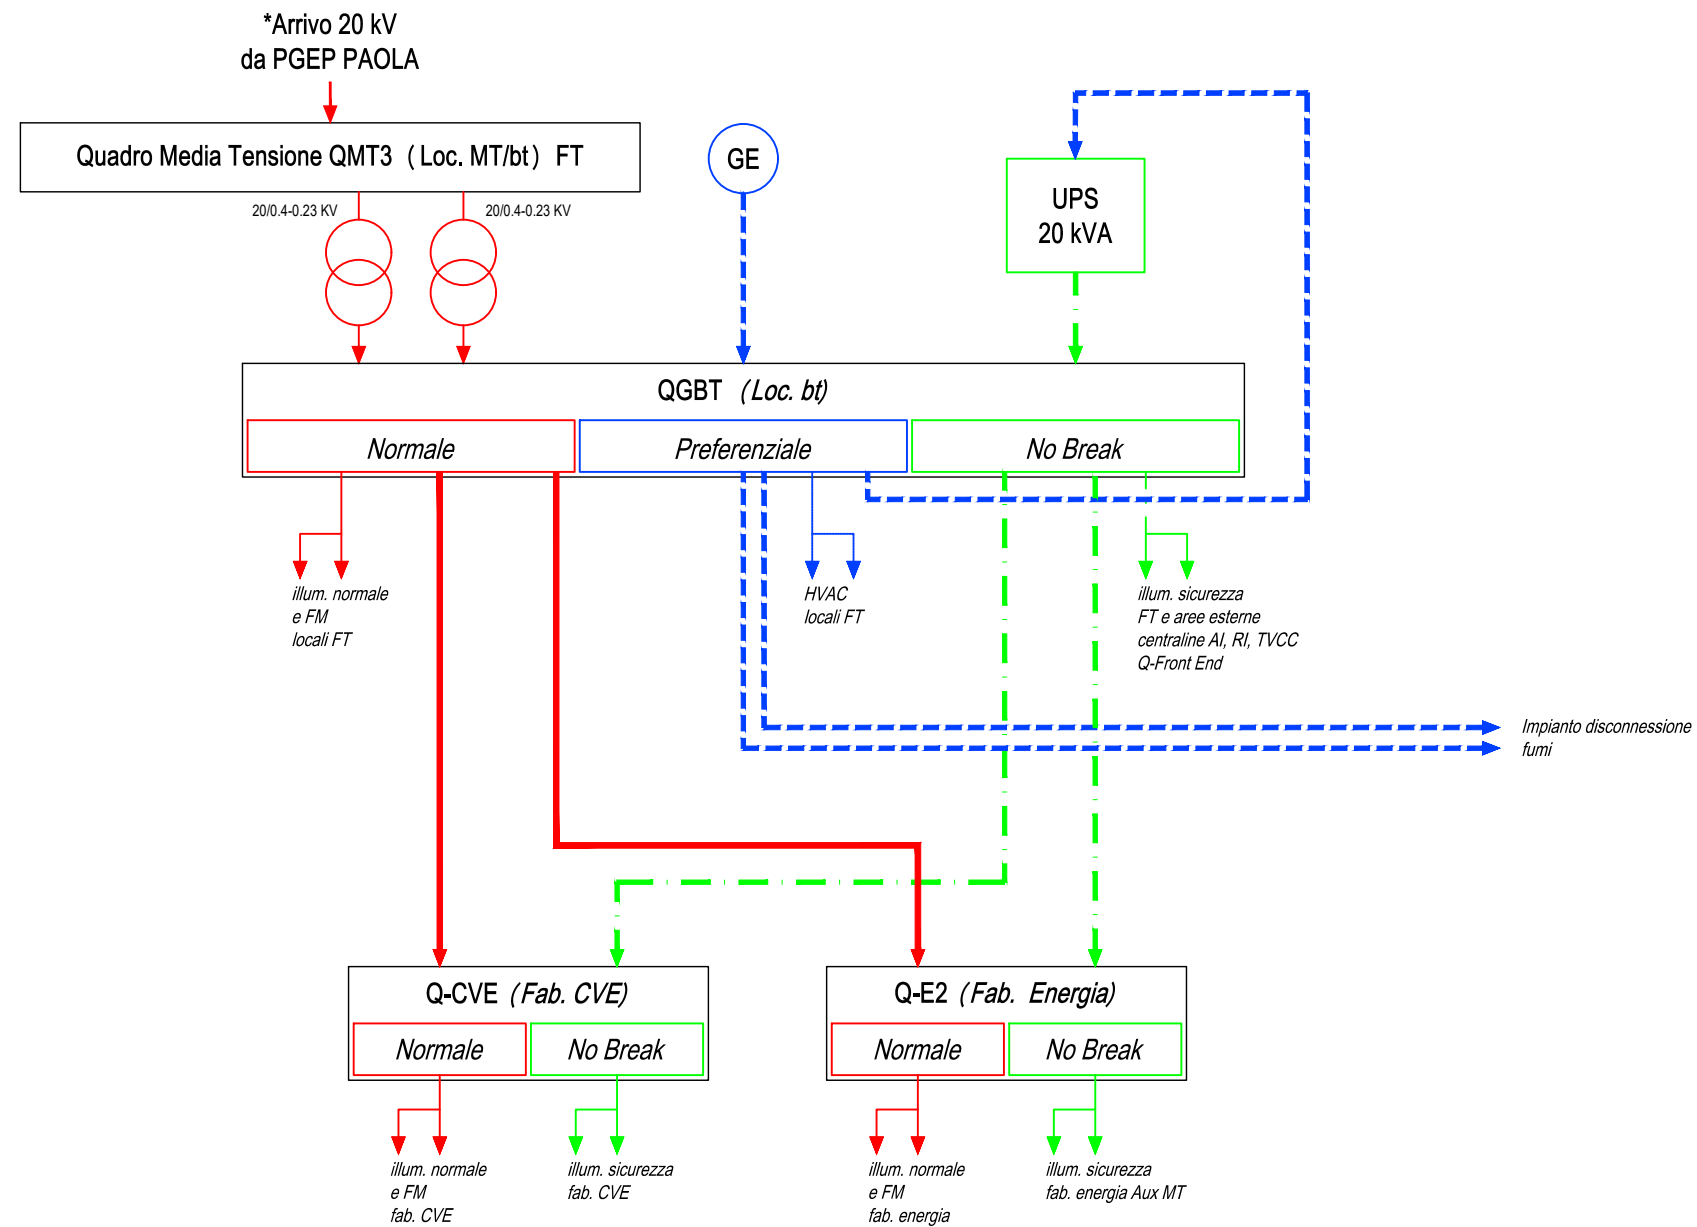 *Arrivo 20 kV
da PGEP PAOLA
Quadro Media Tensione QMT3 (Loc. MT/bt) FT
GE
UPS
20 kVA
20/0.4-0.23 KV
20/0.4-0.23 KV
QGBT (Loc. bt)
Normale
Preferenziale
No Break
illum. normale
e FM
locali FT
HVAC
locali FT
illum. sicurezza
FT e aree esterne
centraline AI, RI, TVCC
Q-Front End
Impianto disconnessione
fumi
Q-CVE (Fab. CVE)
Normale
No Break
Q-E2 (Fab. Energia)
Normale
No Break
illum. normale
e FM
fab. CVE
illum. sicurezza
fab. CVE
illum. normale
e FM
fab. energia
illum. sicurezza
fab. energia Aux MT